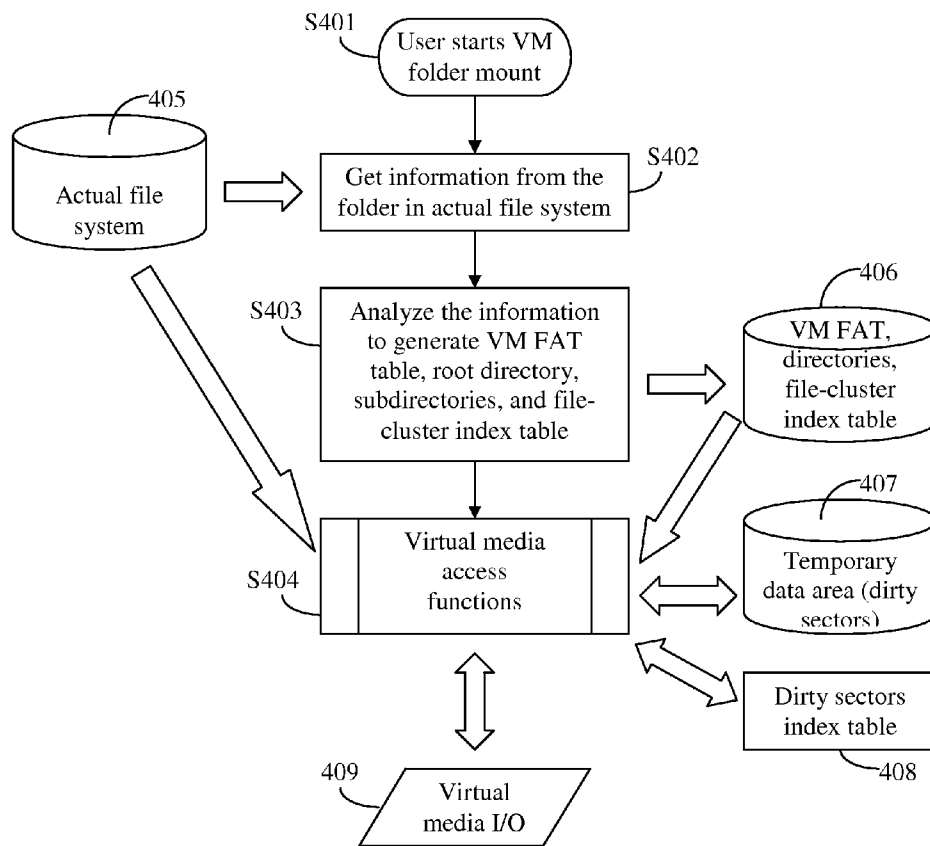 S401
User starts VM
folder mount
405
Actual file
system
S402
Get information from the
folder in actual file system
S403
Analyze the information
to generate VM FAT
table, root directory,
subdirectories, and file-
cluster index table
406
VM FAT,
directories,
file-cluster
index table
S404
Virtual media
access
functions
407
Temporary
data area (dirty
sectors)
Dirty sectors
index table
408
409
Virtual
media I/O